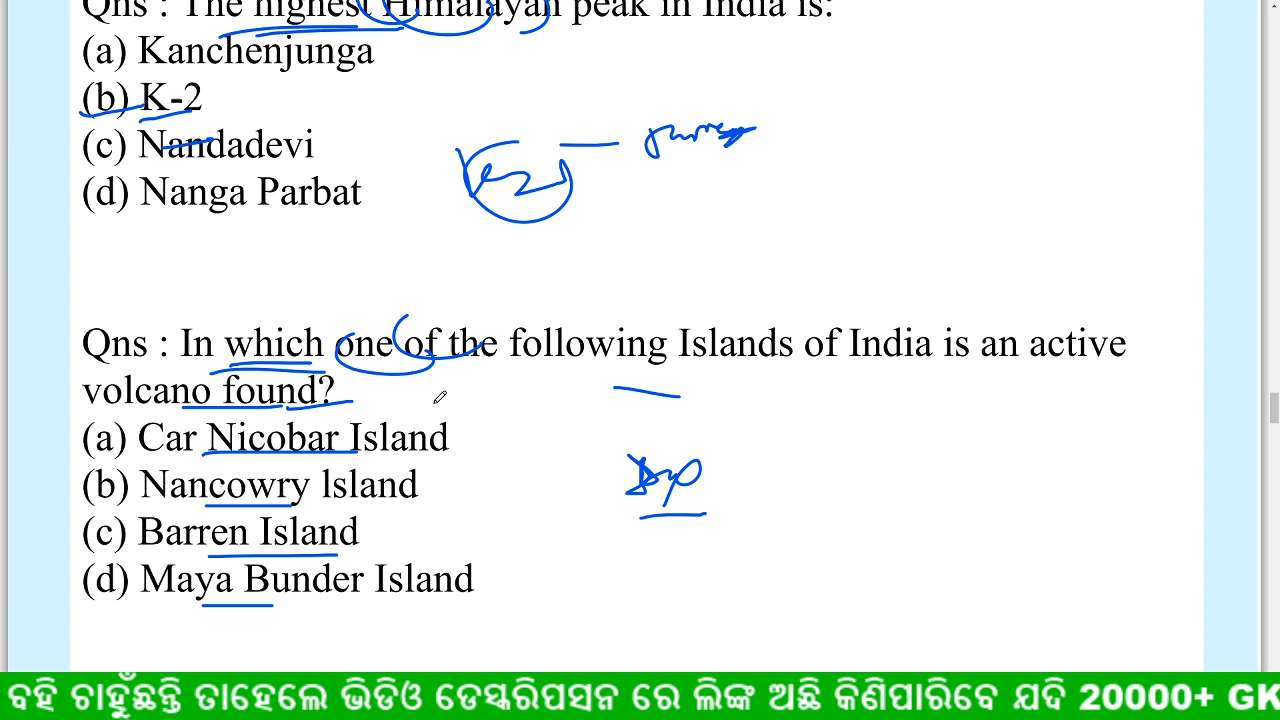 Qns : The highest Himalayan peak in India is:
(a) Kanchenjunga
(b) K-2
(c) Nandadevi
(d) Nanga Parbat
Qns : In which one of the following Islands of India is an active
volcano found?
(a) Car Nicobar Island
(b) Nancowry lsland
(c) Barren Island
(d) Maya Bunder Island
ବହି ଚାହୁଁଛନ୍ତି ତାହେଲେ ଭିଡିଓ ଡେସ୍କରିପସନ ରେ ଲିଙ୍କ ଅଛି କିଣିପାରିବେ ଯଦି 20000+ GK